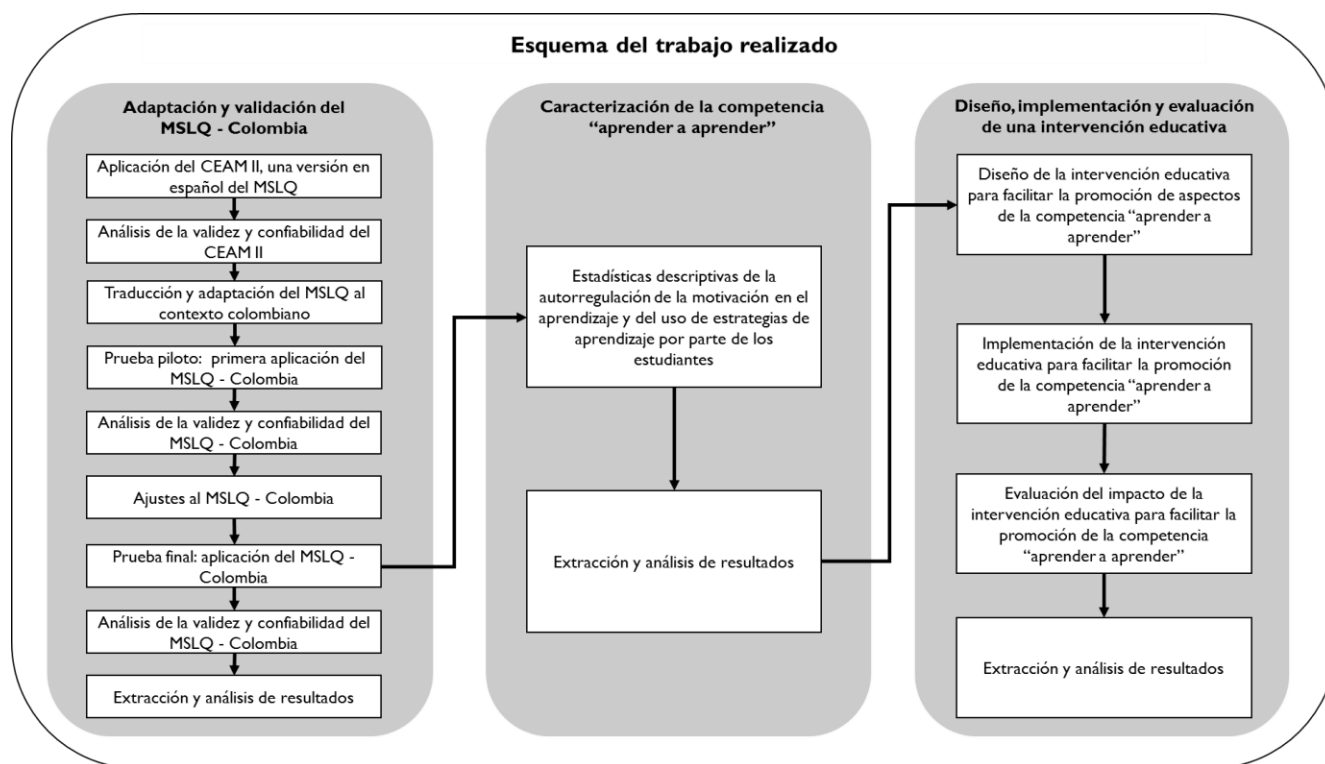 Esquema del trabajo realizado
Adaptación y validación del
MSLQ - Colombia
Aplicación del CEAM II, una versión en
español del MSLQ
Análisis de la validez y confiabilidad del
CEAM II
Traducción y adaptación del MSLQ al
contexto colombiano
Prueba piloto: primera aplicación del
MSLQ - Colombia
Análisis de la validez y confiabilidad del
MSLQ - Colombia
Ajustes al MSLQ - Colombia
Prueba final: aplicación del MSLQ -
Colombia
Análisis de la validez y confiabilidad del
MSLQ - Colombia
Extracción y análisis de resultados
Caracterización de la competencia
“aprender a aprender”
Estadísticas descriptivas de la
autorregulación de la motivación en el
aprendizaje y del uso de estrategias de
aprendizaje por parte de los
estudiantes
Extracción y análisis de resultados
Diseño, implementación y evaluación
de una intervención educativa
Diseño de la intervención educativa
para facilitar la promoción de aspectos
de la competencia “aprender a
aprender”
Implementación de la intervención
educativa para facilitar la promoción
de la competencia “aprender a
aprender”
Evaluación del impacto de la
intervención educativa para facilitar la
promoción de la competencia
“aprender a aprender”
Extracción y análisis de resultados